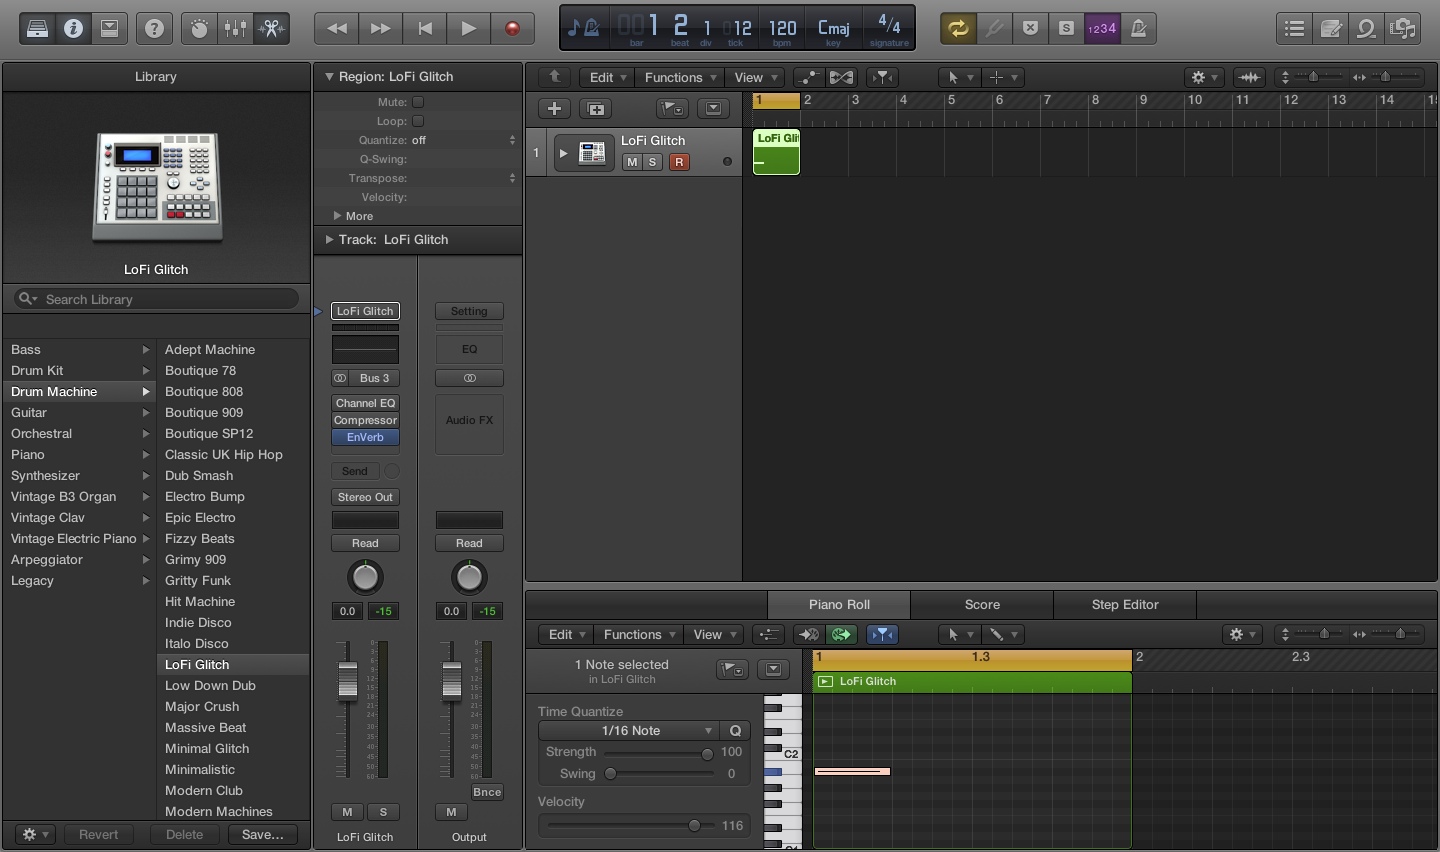 1 2 1 12 120 Cmaj 4/4
bar beat div tick bpm key signature
1234
Library
LoFi Glitch
Search Library
Bass
Drum Kit
Drum Machine
Guitar
Orchestral
Piano
Synthesizer
Vintage B3 Organ
Vintage Clav
Vintage Electric Piano
Arpeggiator
Legacy
Adept Machine
Boutique 78
Boutique 808
Boutique 909
Boutique SP12
Classic UK Hip Hop
Dub Smash
Electro Bump
Epic Electro
Fizzy Beats
Grimy 909
Gritty Funk
Hit Machine
Indie Disco
Italo Disco
LoFi Glitch
Low Down Dub
Major Crush
Massive Beat
Minimal Glitch
Minimalistic
Modern Club
Modern Machines
Revert Delete Save...
Region: LoFi Glitch
Mute:
Loop:
Quantize: off
Q-Swing:
Transpose:
Velocity:
More
Track: LoFi Glitch
LoFi Glitch
Bus 3
Channel EQ
Compressor
EnVerb
Send
Stereo Out
Read
0.0 -15
M S
LoFi Glitch
Setting
EQ
Audio FX
Read
0.0 -15
Bnce
M
Output
Edit Functions View
1 2 3 4 5 6 7 8 9 10 11 12 13 14 15
1 LoFi Glitch
M S R
LoFi Glit
Piano Roll Score Step Editor
Edit Functions View
1 Note selected
in LoFi Glitch
1 1.3 2 2.3
LoFi Glitch
Time Quantize
1/16 Note Q
Strength 100
Swing 0
Velocity
116
C2